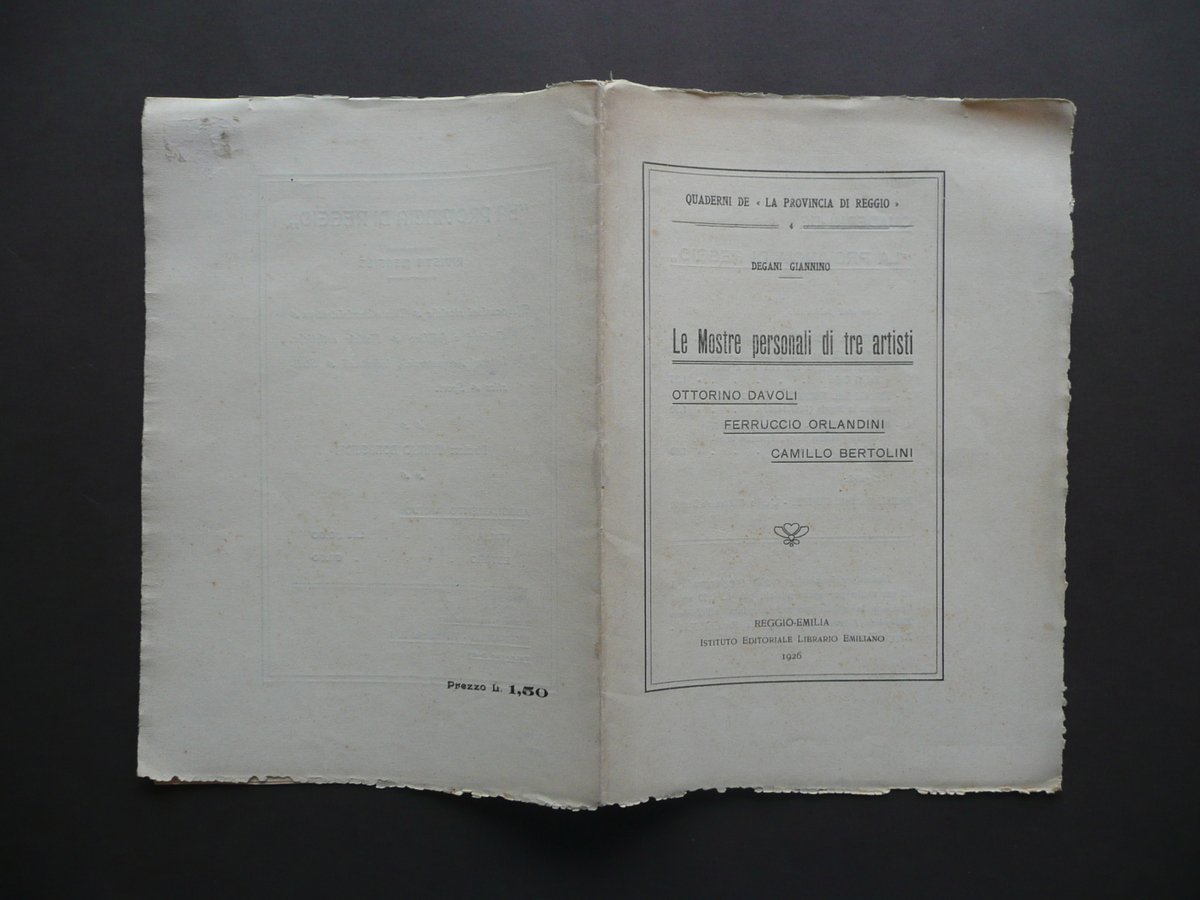 QUADERNI DE « LA PROVINCIA DI REGGIO »
4
DEGANI GIANNINO
Le Mostre personali di tre artisti
OTTORINO DAVOLI
FERRUCCIO ORLANDINI
CAMILLO BERTOLINI
REGGIO-EMILIA
ISTITUTO EDITORIALE LIBRARIO EMILIANO
1926
Prezzo L. 1,50